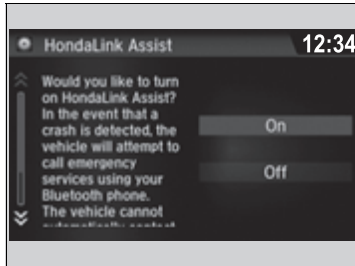 HondaLink Assist
12:34
Would you like to turn
on HondaLink Assist?
In the event that a
crash is detected, the
vehicle will attempt to
call emergency
services using your
Bluetooth phone.
The vehicle cannot
On
Off